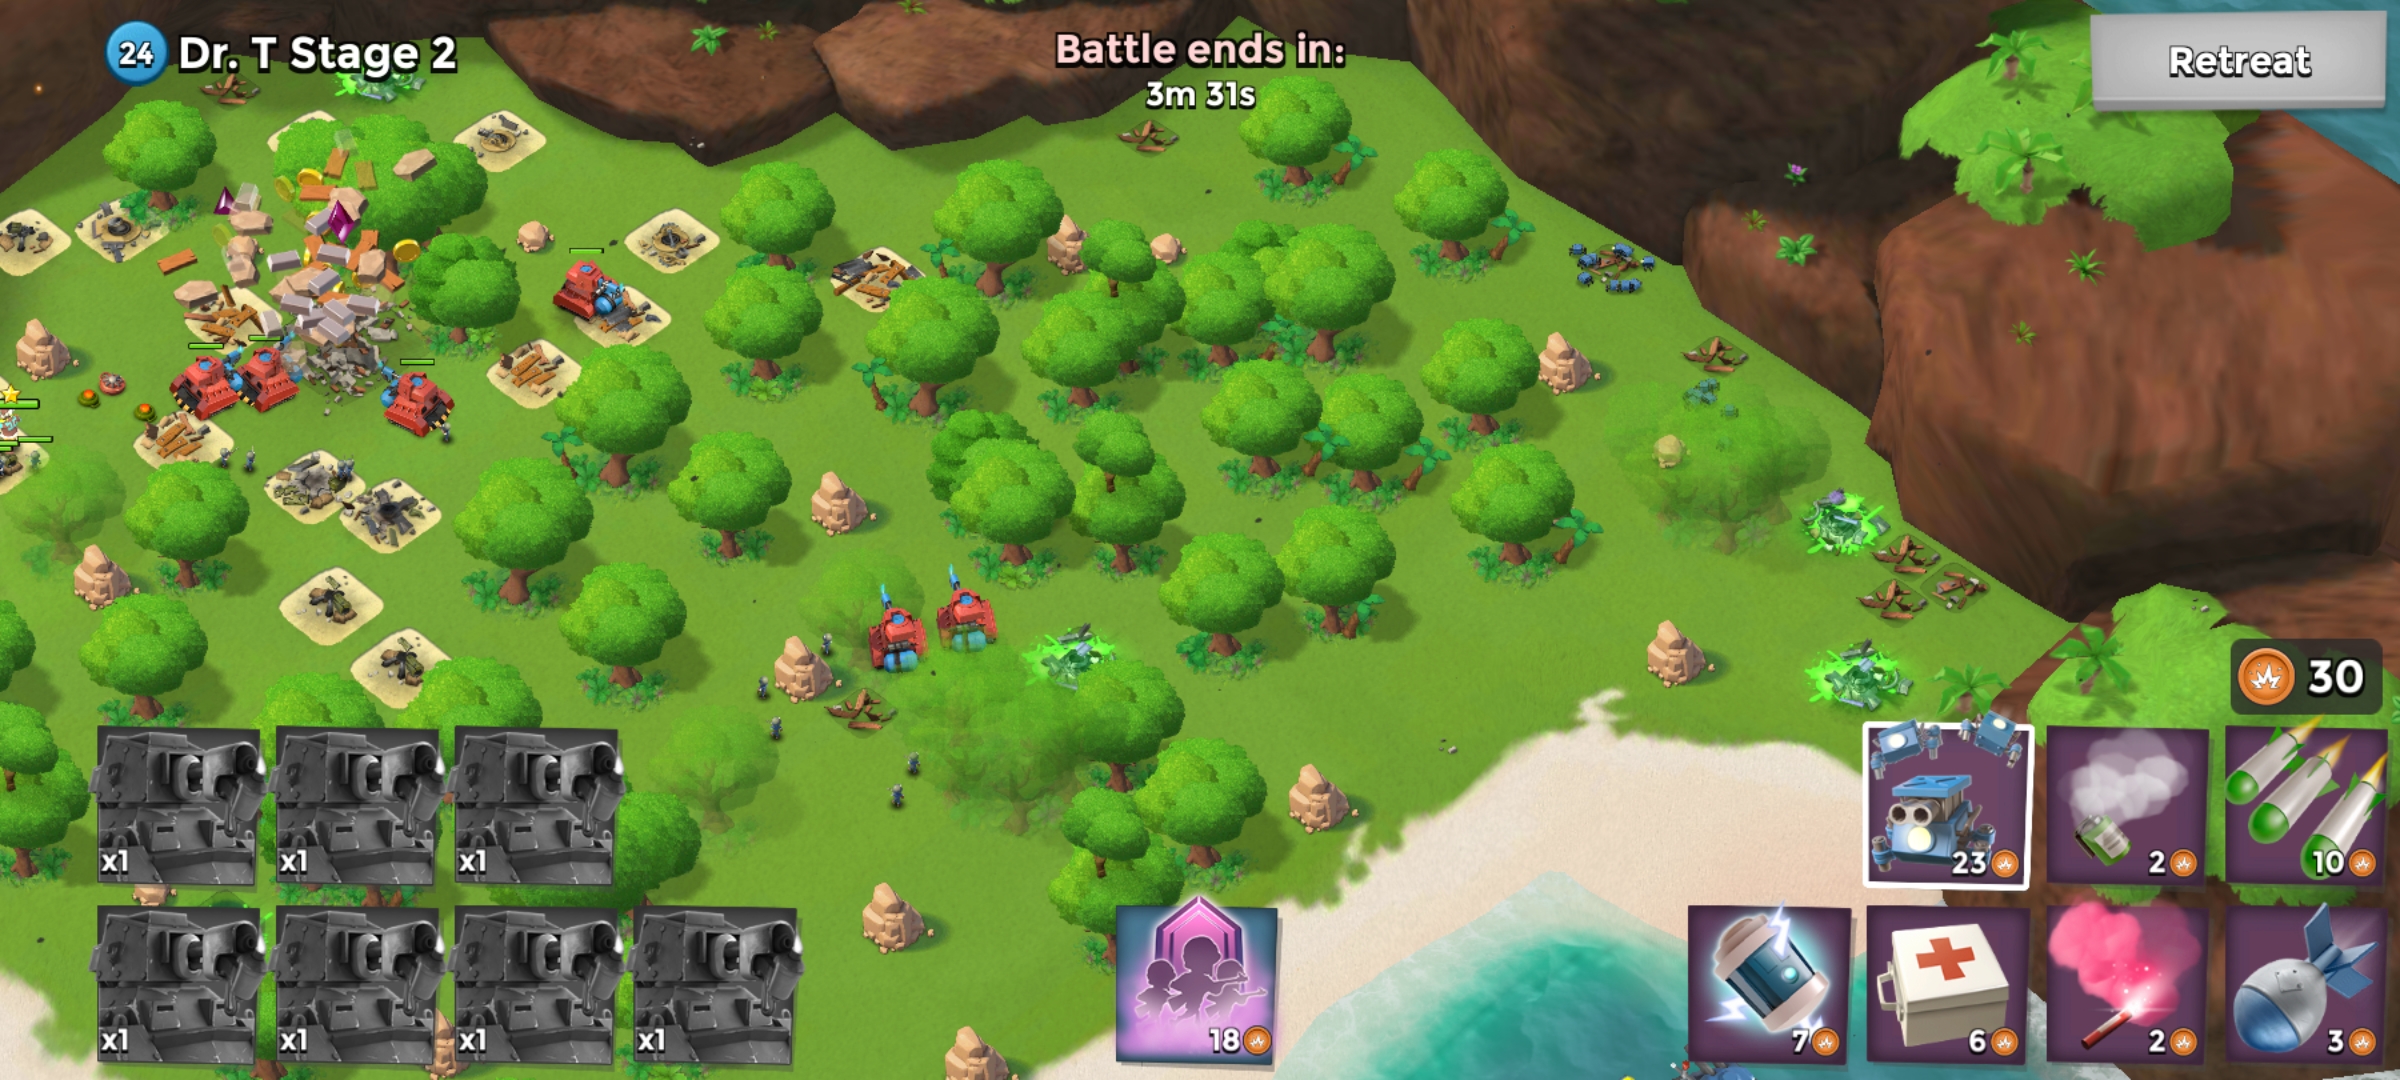 24 Dr. T Stage 2
Battle ends in:
3m 31s
Retreat
30
x1 x1 x1
23 2 10
x1 x1 x1 x1
18
7 6 2 3